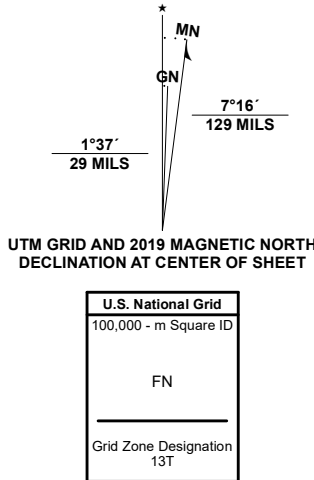 ★
MN
GN
7°16´
129 MILS
1°37´
29 MILS
UTM GRID AND 2019 MAGNETIC NORTH
DECLINATION AT CENTER OF SHEET
U.S. National Grid
100,000 - m Square ID
FN
Grid Zone Designation
13T